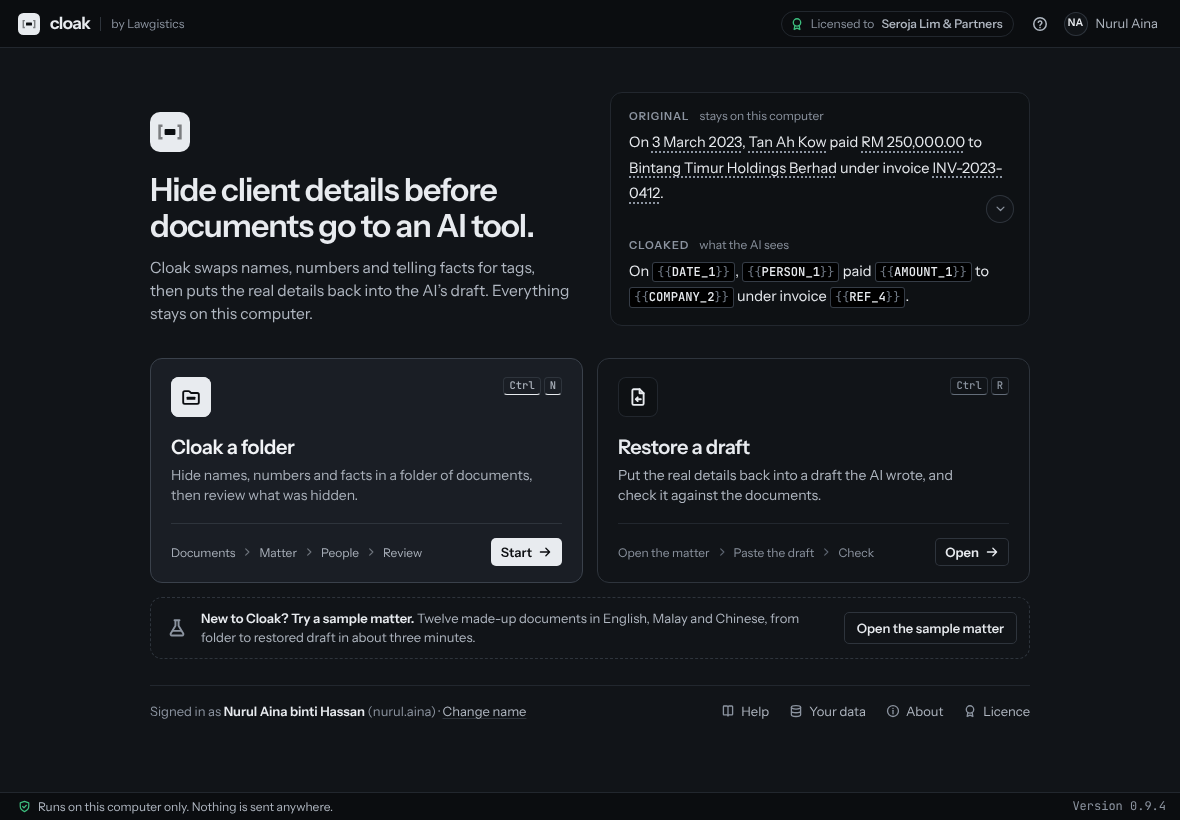 [▪▪] cloak by Lawgistics
Licensed to Seroja Lim & Partners
NA Nurul Aina
Hide client details before
documents go to an AI tool.
Cloak swaps names, numbers and telling facts for tags,
then puts the real details back into the AI’s draft. Everything
stays on this computer.
ORIGINAL stays on this computer
On 3 March 2023, Tan Ah Kow paid RM 250,000.00 to
Bintang Timur Holdings Berhad under invoice INV-2023-
0412.
CLOAKED what the AI sees
On {{DATE_1}}, {{PERSON_1}} paid {{AMOUNT_1}} to
{{COMPANY_2}} under invoice {{REF_4}}.
Ctrl N
Cloak a folder
Hide names, numbers and facts in a folder of documents,
then review what was hidden.
Documents > Matter > People > Review
Start →
Ctrl R
Restore a draft
Put the real details back into a draft the AI wrote, and
check it against the documents.
Open the matter > Paste the draft > Check
Open →
New to Cloak? Try a sample matter. Twelve made-up documents in English, Malay and Chinese, from
folder to restored draft in about three minutes.
Open the sample matter
Signed in as Nurul Aina binti Hassan (nurul.aina) · Change name
Help Your data About Licence
Runs on this computer only. Nothing is sent anywhere.
Version 0.9.4